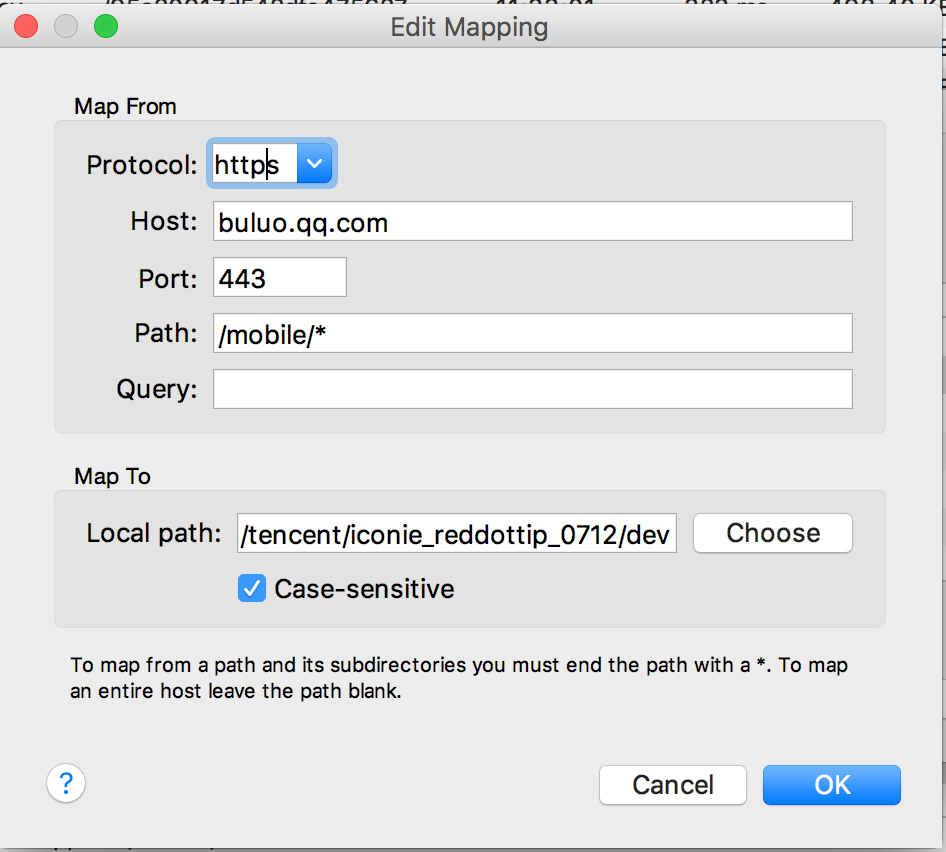 Edit Mapping
Map From
Protocol: https
Host: buluo.qq.com
Port: 443
Path: /mobile/*
Query:
Map To
Local path: /tencent/iconie_reddottip_0712/dev Choose
Case-sensitive
To map from a path and its subdirectories you must end the path with a *. To map
an entire host leave the path blank.
? Cancel OK